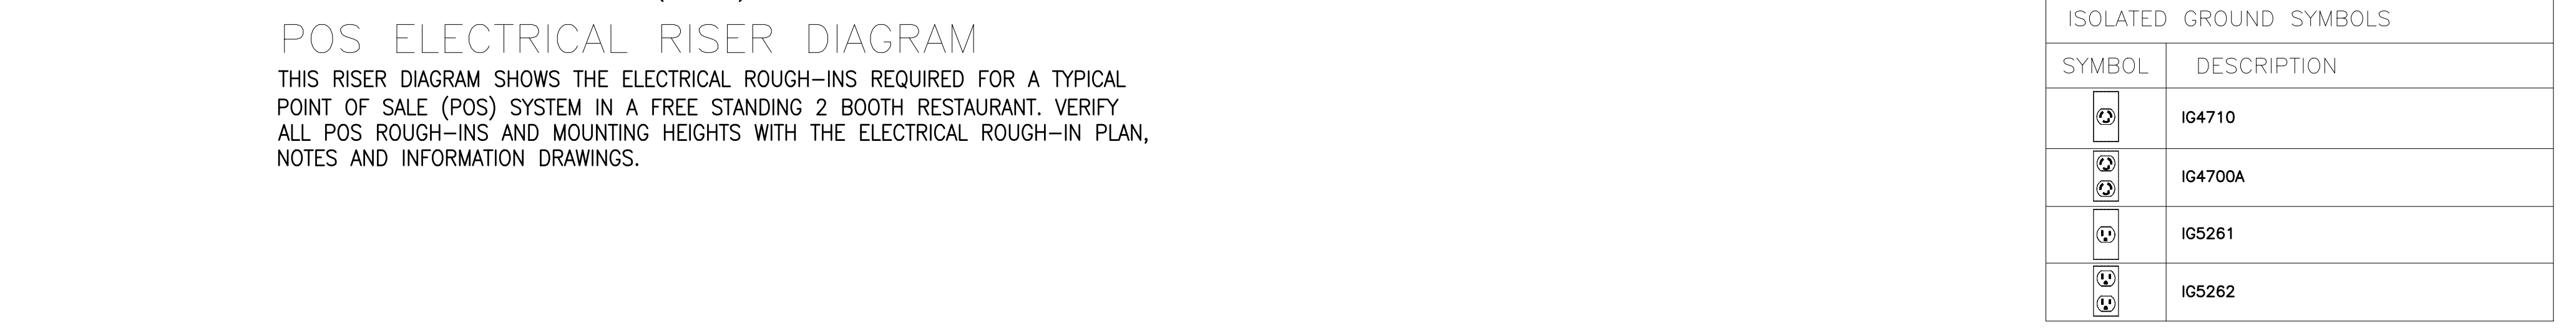 POS ELECTRICAL RISER DIAGRAM
THIS RISER DIAGRAM SHOWS THE ELECTRICAL ROUGH-INS REQUIRED FOR A TYPICAL
POINT OF SALE (POS) SYSTEM IN A FREE STANDING 2 BOOTH RESTAURANT. VERIFY
ALL POS ROUGH-INS AND MOUNTING HEIGHTS WITH THE ELECTRICAL ROUGH-IN PLAN,
NOTES AND INFORMATION DRAWINGS.
ISOLATED GROUND SYMBOLS
SYMBOL DESCRIPTION
IG4710
IG4700A
IG5261
IG5262